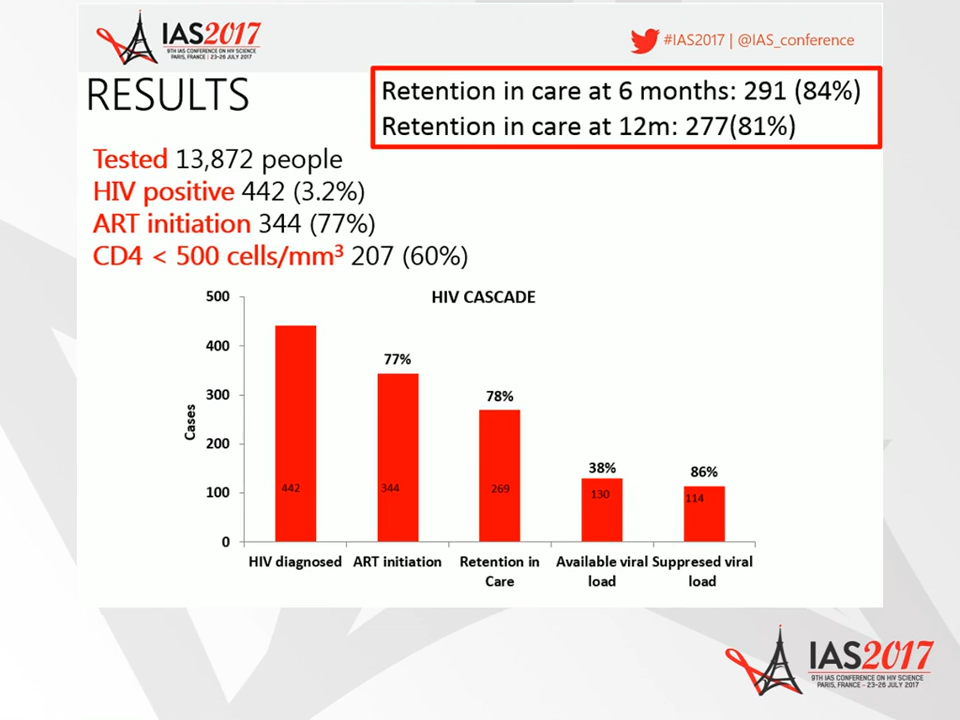 IAS2017
9TH IAS CONFERENCE ON HIV SCIENCE
PARIS, FRANCE | 23-26 JULY 2017
#IAS2017 | @IAS_conference
RESULTS
Retention in care at 6 months: 291 (84%)
Retention in care at 12m: 277(81%)
Tested 13,872 people
HIV positive 442 (3.2%)
ART initiation 344 (77%)
CD4 < 500 cells/mm³ 207 (60%)
HIV CASCADE
Cases
500
400
300
200
100
0
77%
78%
38%
86%
442
344
269
130
114
HIV diagnosed
ART initiation
Retention in
Care
Available viral
load
Suppresed viral
load
IAS2017
9TH IAS CONFERENCE ON HIV SCIENCE
PARIS, FRANCE - 23-26 JULY 2017